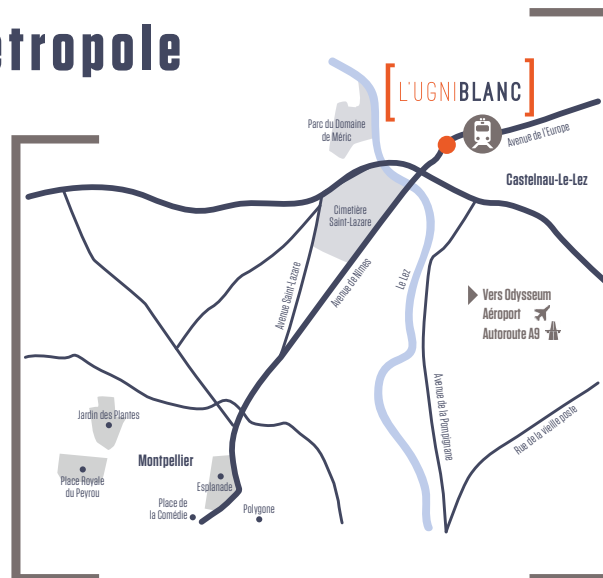 etropole
L'UGNIBLANC
Parc du Domaine
de Méric
Avenue de l'Europe
Castelnau-Le-Lez
Cimetière
Saint-Lazare
Avenue Saint-Lazare
Avenue de Nîmes
Le Lez
Vers Odysseum
Aéroport
Autoroute A9
Avenue de la Pompignane
Rue de la vieille poste
Jardin des Plantes
Montpellier
Place Royale
du Peyrou
Esplanade
Place de
la Comédie
Polygone